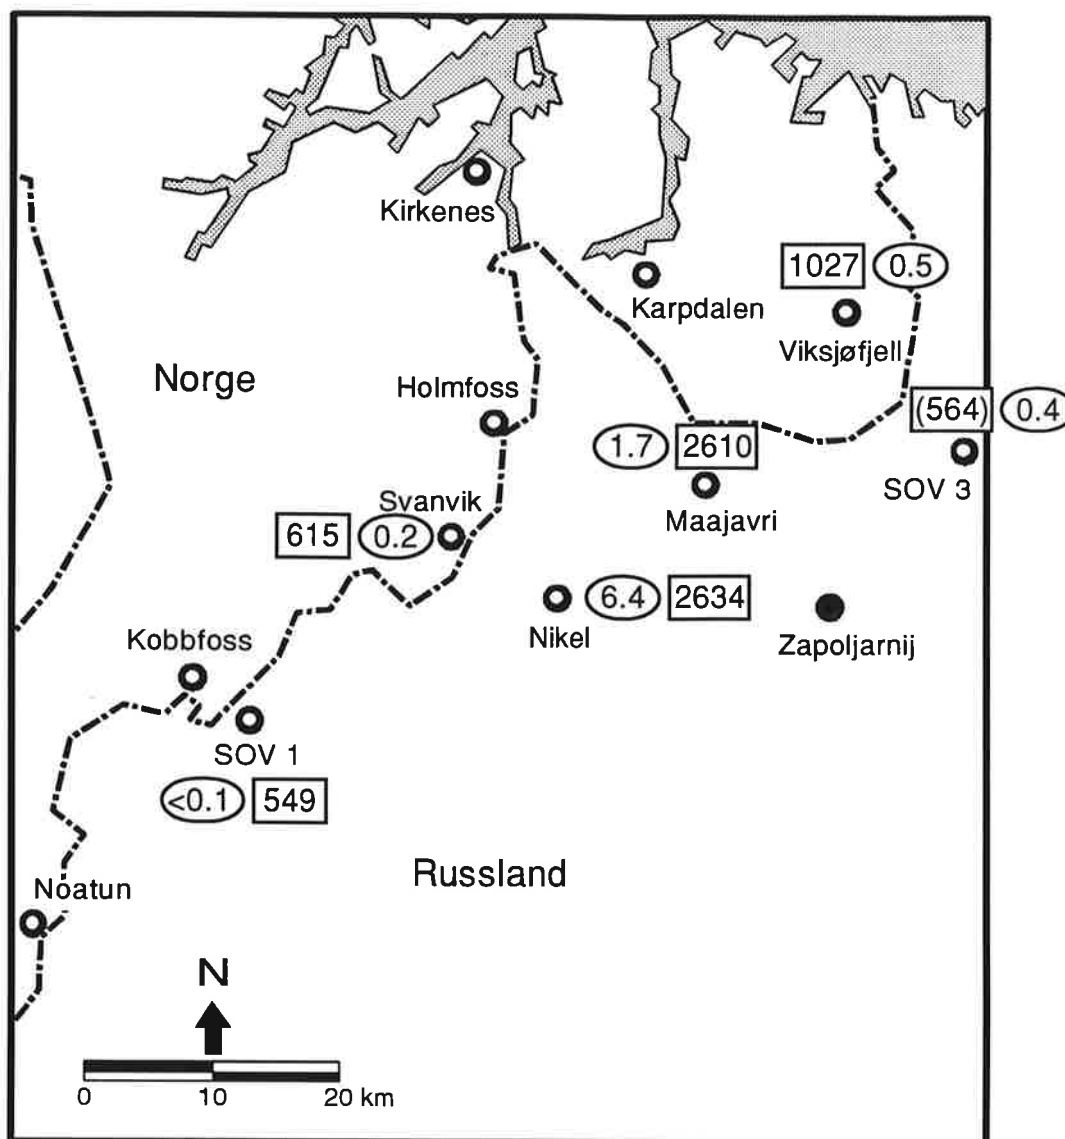 Kirkenes
1027 0.5
Karpdalen
Viksjøfjell
Norge
Holmfoss
(564) 0.4
1.7 2610
SOV 3
Svanvik
Maajavri
615 0.2
6.4 2634
Nikel
Zapoljarnij
Kobbfoss
SOV 1
<0.1 549
Russland
Noatun
N
0 10 20 km